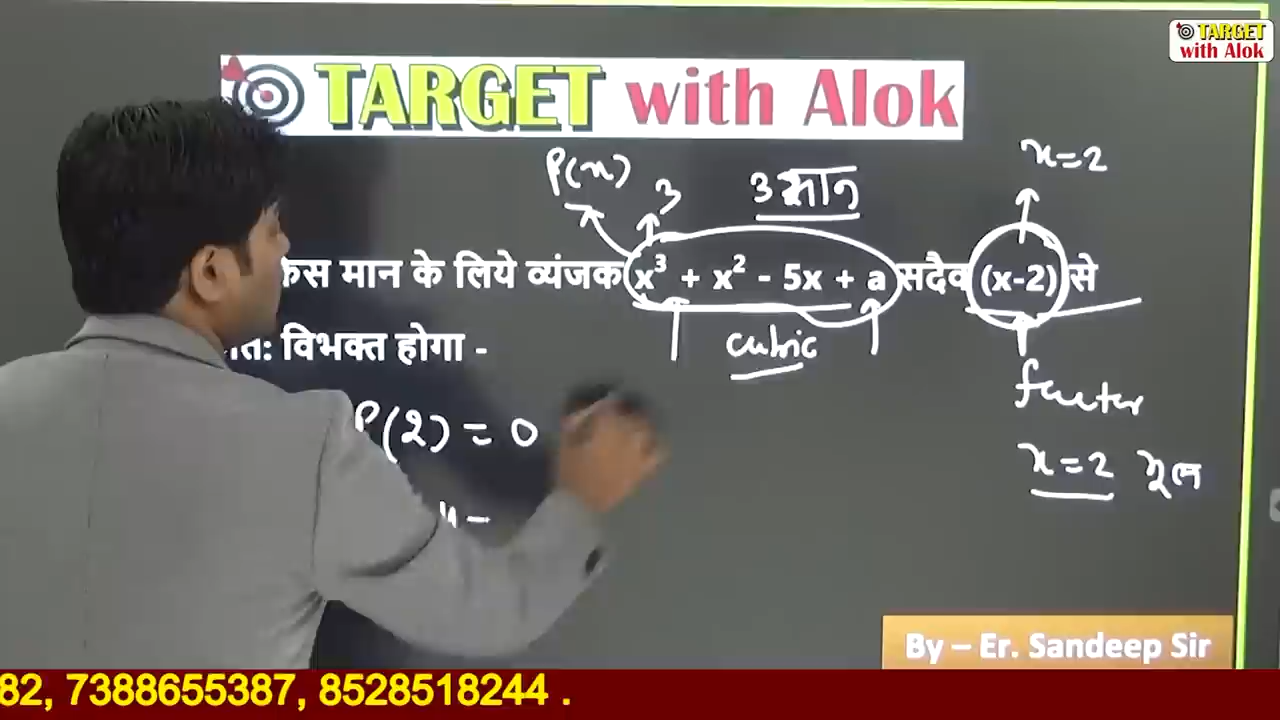 TARGET
with Alok
TARGET with Alok
P(x)
3
3 मान
x=2
मान के लिये व्यंजक x³ + x² - 5x + a सदैव (x-2) से
विभक्त होगा -
cubic
factor
P(2) = 0
x=2 मूल
By – Er. Sandeep Sir
82, 7388655387, 8528518244 .